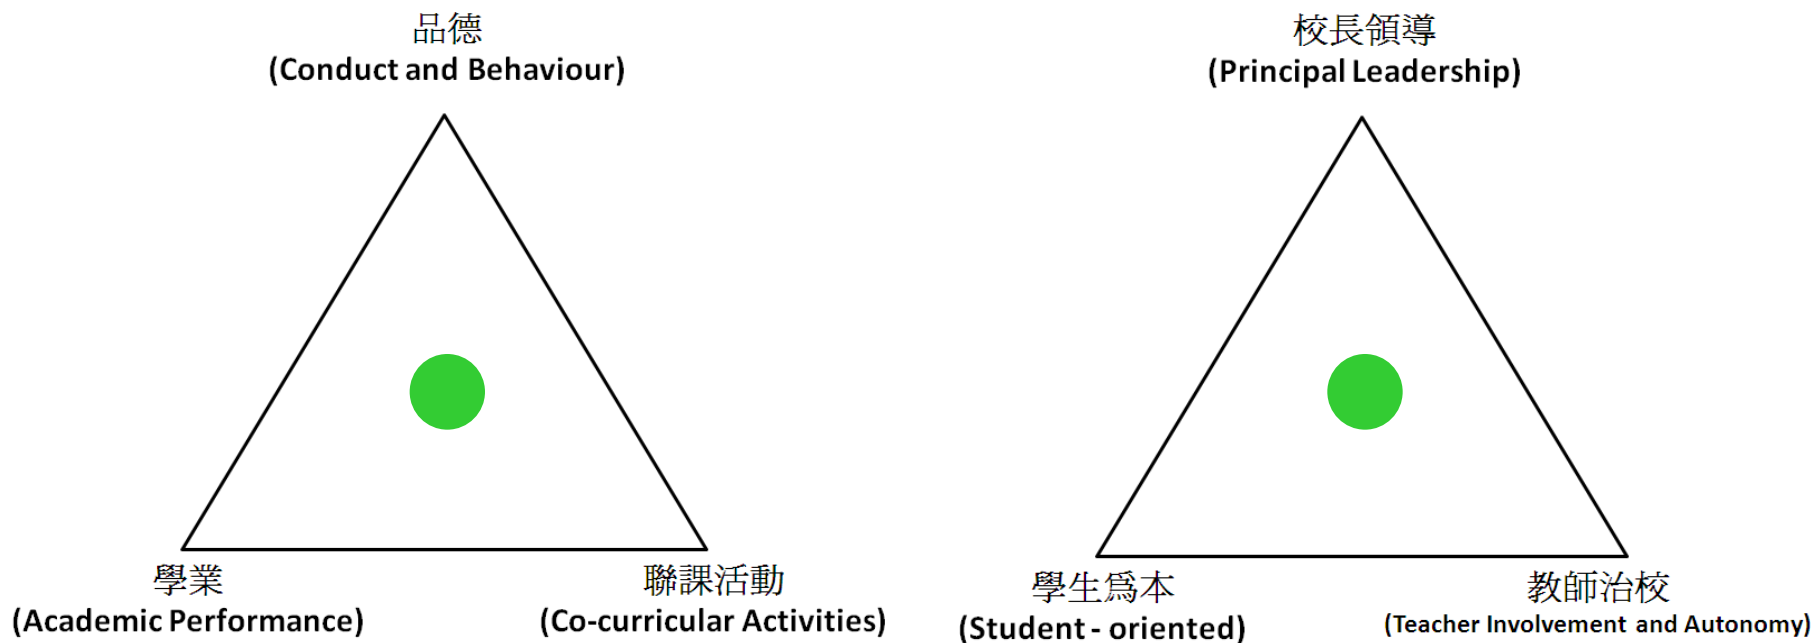 品德
(Conduct and Behaviour)
校長領導
(Principal Leadership)
學業
(Academic Performance)
聯課活動
(Co-curricular Activities)
學生爲本
(Student - oriented)
教師治校
(Teacher Involvement and Autonomy)